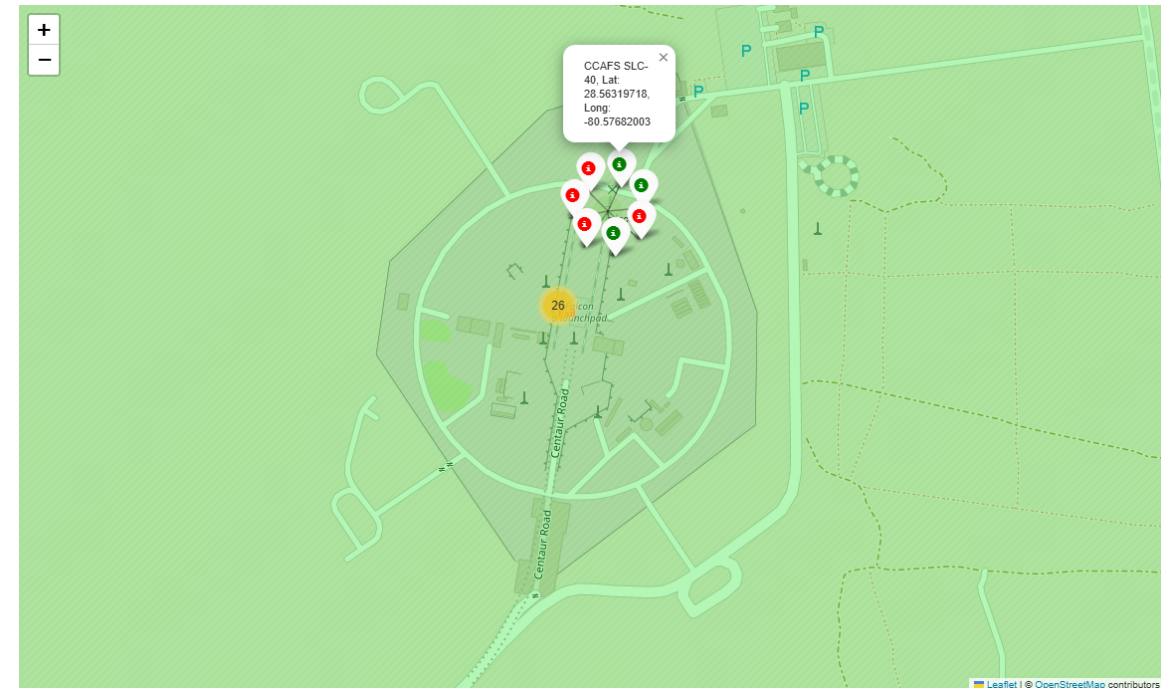 +
−
P
P
P
P
P
×
CCAFS SLC-
40, Lat:
28.56319718,
Long:
-80.57682003
i
i
i
i
i
i
i
26
Centaur Road
Centaur Road
Leaflet | © OpenStreetMap contributors